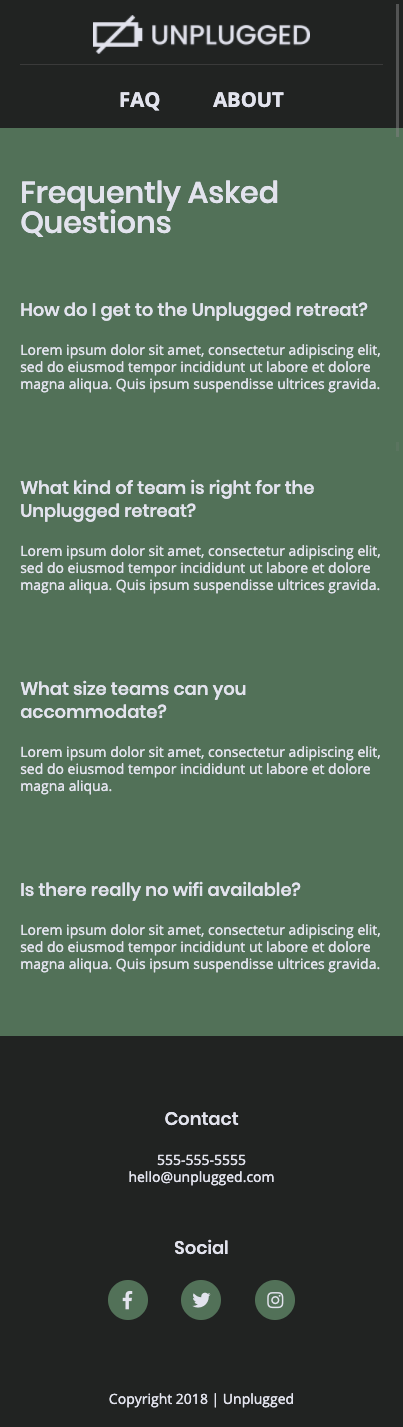 UNPLUGGED
FAQ ABOUT
Frequently Asked
Questions
How do I get to the Unplugged retreat?
Lorem ipsum dolor sit amet, consectetur adipiscing elit,
sed do eiusmod tempor incididunt ut labore et dolore
magna aliqua. Quis ipsum suspendisse ultrices gravida.
What kind of team is right for the
Unplugged retreat?
Lorem ipsum dolor sit amet, consectetur adipiscing elit,
sed do eiusmod tempor incididunt ut labore et dolore
magna aliqua. Quis ipsum suspendisse ultrices gravida.
What size teams can you
accommodate?
Lorem ipsum dolor sit amet, consectetur adipiscing elit,
sed do eiusmod tempor incididunt ut labore et dolore
magna aliqua.
Is there really no wifi available?
Lorem ipsum dolor sit amet, consectetur adipiscing elit,
sed do eiusmod tempor incididunt ut labore et dolore
magna aliqua. Quis ipsum suspendisse ultrices gravida.
Contact
555-555-5555
hello@unplugged.com
Social
Copyright 2018 | Unplugged